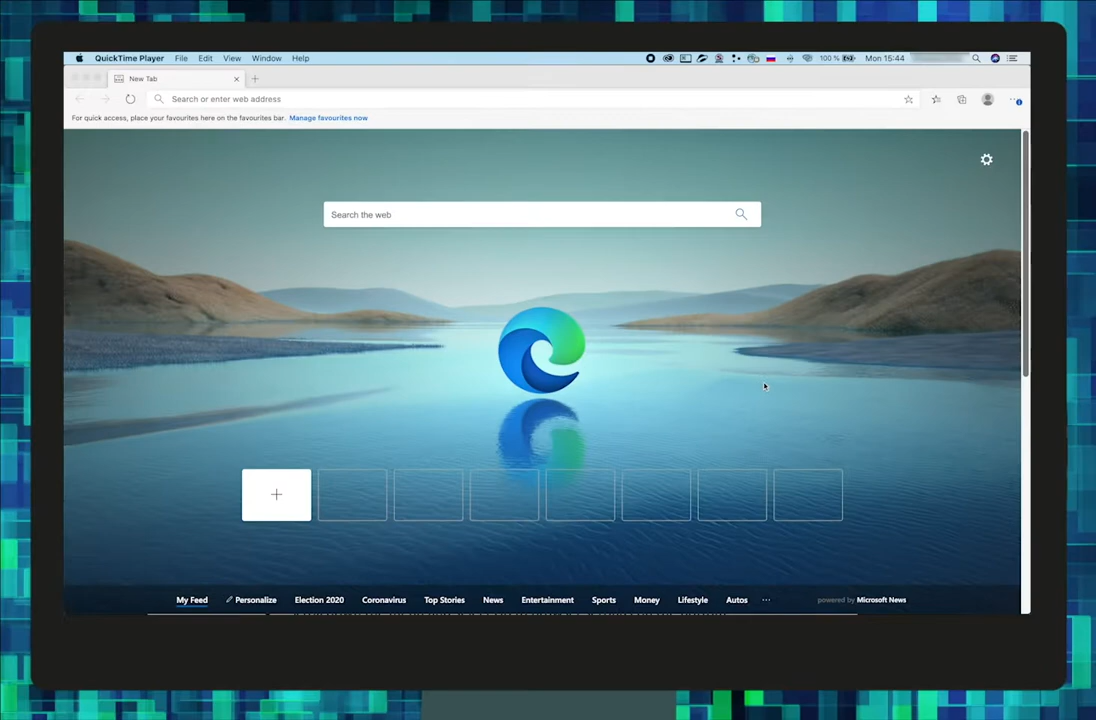 QuickTime Player File Edit View Window Help 100 % Mon 15:44
New Tab
Search or enter web address
For quick access, place your favourites here on the favourites bar. Manage favourites now
Search the web
My Feed Personalize Election 2020 Coronavirus Top Stories News Entertainment Sports Money Lifestyle Autos ... powered by Microsoft News